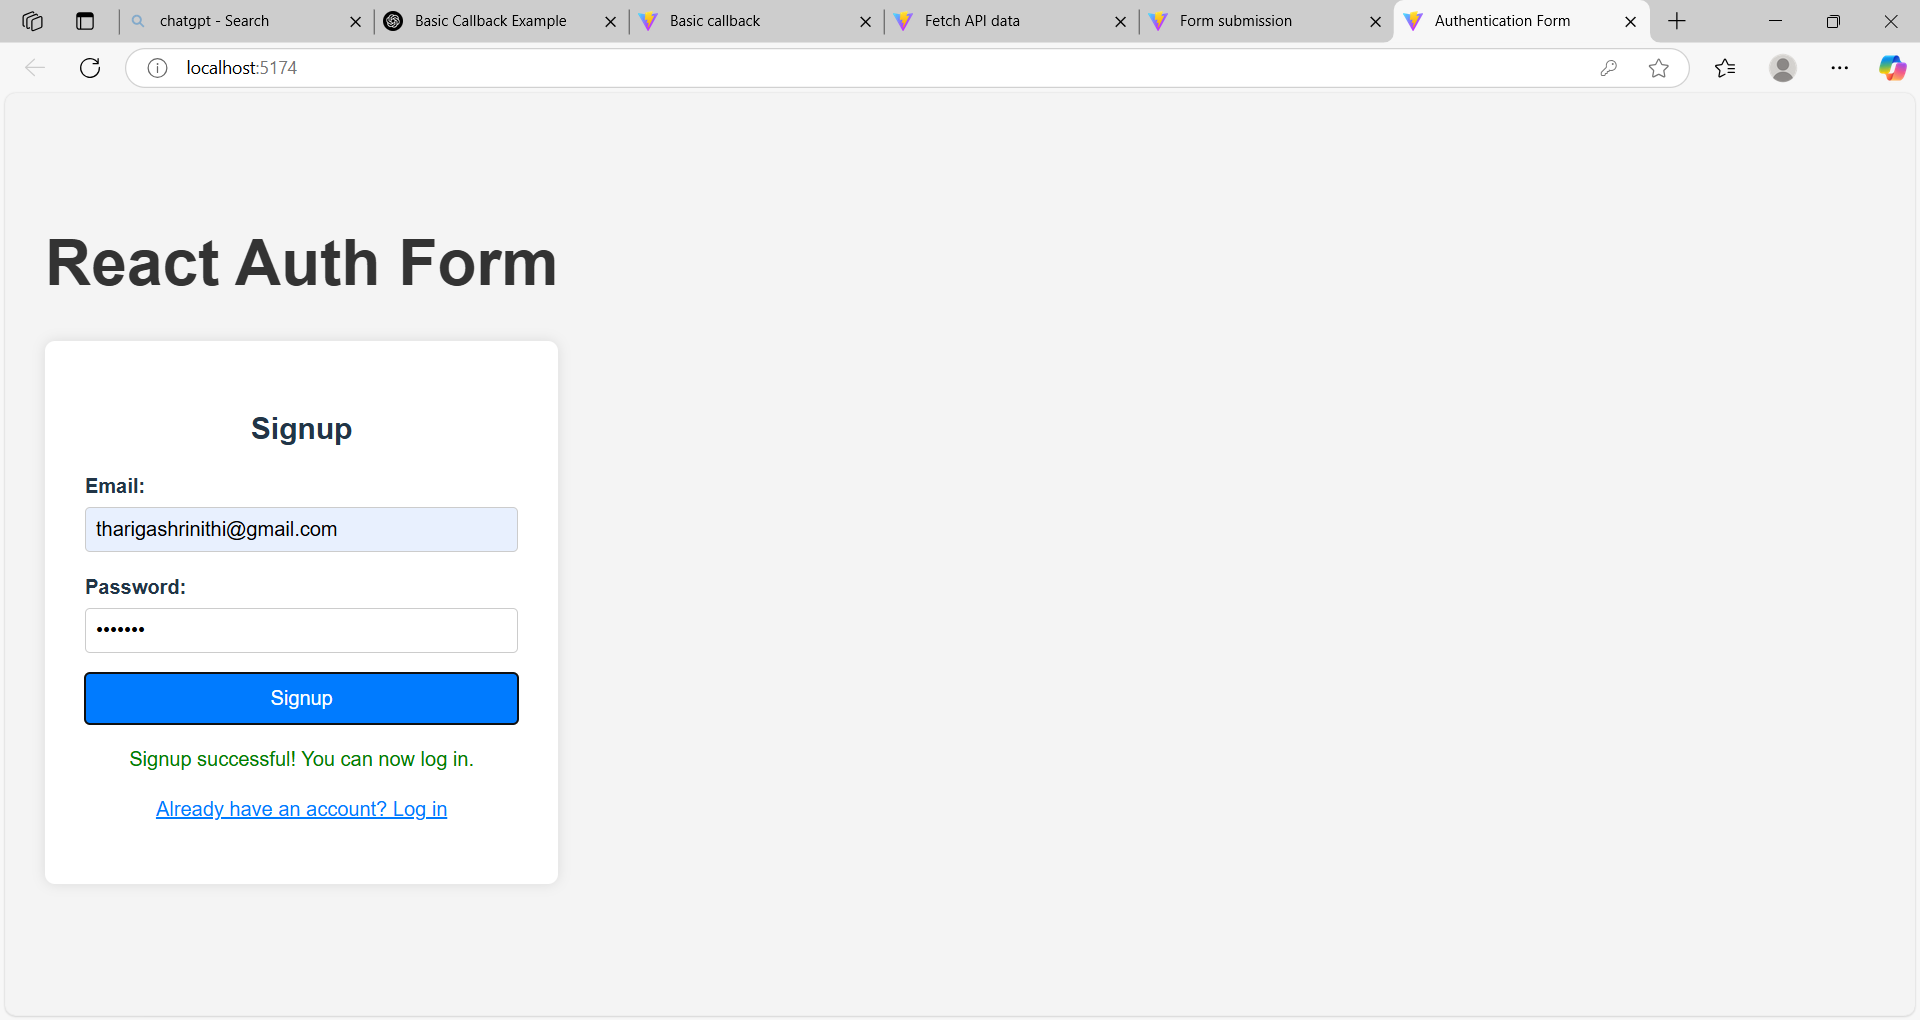 chatgpt - Search
Basic Callback Example
Basic callback
Fetch API data
Form submission
Authentication Form
localhost:5174
React Auth Form
Signup
Email:
tharigashrinithi@gmail.com
Password:
•••••••
Signup
Signup successful! You can now log in.
Already have an account? Log in